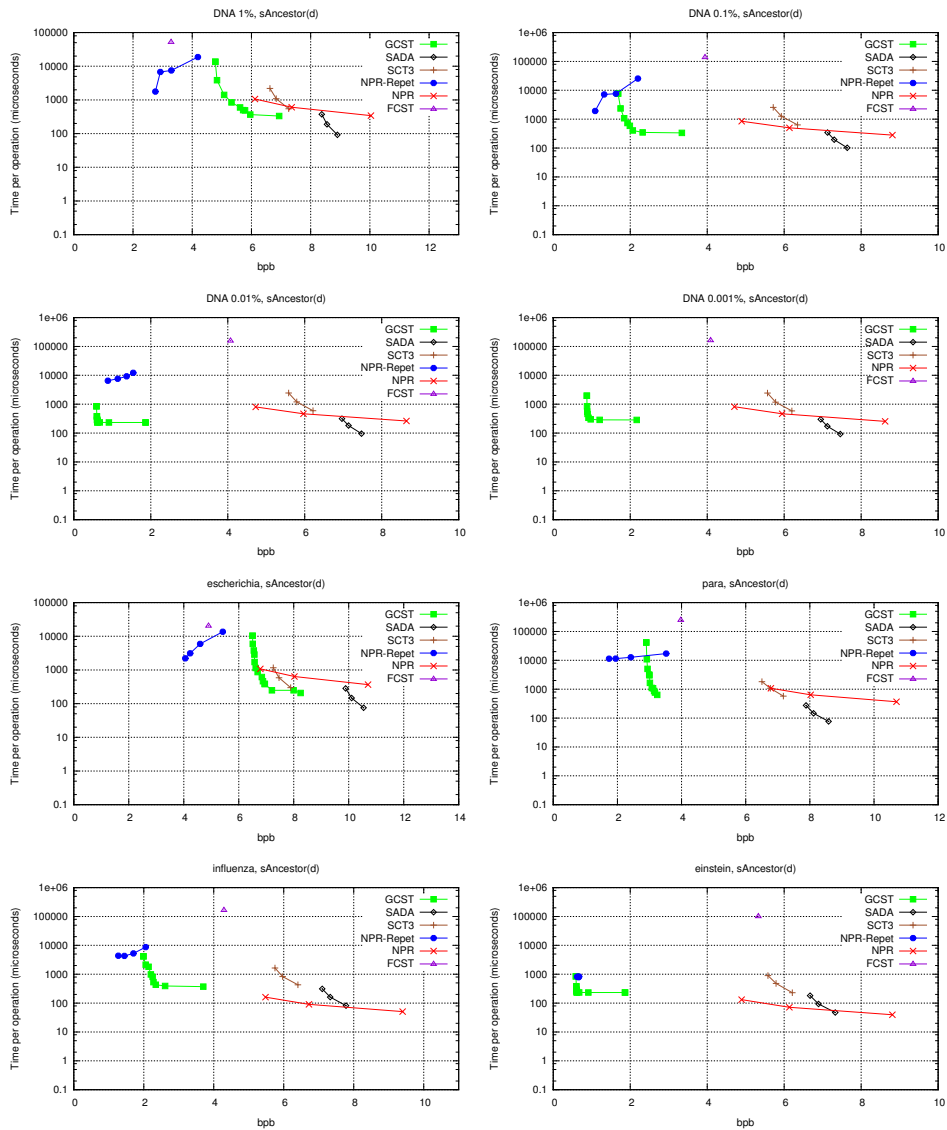 DNA 1%, sAncestor(d)
Time per operation (microseconds)
100000
10000
1000
100
10
1
0.1
0 2 4 6 8 10 12
bpb
GCST
SADA
SCT3
NPR-Repet
NPR
FCST
DNA 0.1%, sAncestor(d)
Time per operation (microseconds)
1e+06
100000
10000
1000
100
10
1
0.1
0 2 4 6 8 10
bpb
GCST
SADA
SCT3
NPR-Repet
NPR
FCST
DNA 0.01%, sAncestor(d)
Time per operation (microseconds)
1e+06
100000
10000
1000
100
10
1
0.1
0 2 4 6 8 10
bpb
GCST
SADA
SCT3
NPR-Repet
NPR
FCST
DNA 0.001%, sAncestor(d)
Time per operation (microseconds)
1e+06
100000
10000
1000
100
10
1
0.1
0 2 4 6 8 10
bpb
GCST
SADA
SCT3
NPR-Repet
NPR
FCST
escherichia, sAncestor(d)
Time per operation (microseconds)
100000
10000
1000
100
10
1
0.1
0 2 4 6 8 10 12 14
bpb
GCST
SADA
SCT3
NPR-Repet
NPR
FCST
para, sAncestor(d)
Time per operation (microseconds)
1e+06
100000
10000
1000
100
10
1
0.1
0 2 4 6 8 10 12
bpb
GCST
SADA
SCT3
NPR-Repet
NPR
FCST
influenza, sAncestor(d)
Time per operation (microseconds)
1e+06
100000
10000
1000
100
10
1
0.1
0 2 4 6 8 10
bpb
GCST
SADA
SCT3
NPR-Repet
NPR
FCST
einstein, sAncestor(d)
Time per operation (microseconds)
1e+06
100000
10000
1000
100
10
1
0.1
0 2 4 6 8 10
bpb
GCST
SADA
SCT3
NPR-Repet
NPR
FCST